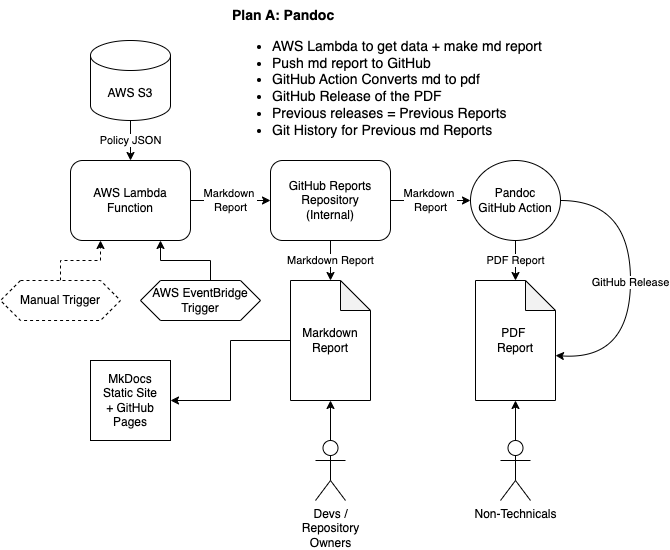 Plan A: Pandoc
AWS Lambda to get data + make md report
Push md report to GitHub
GitHub Action Converts md to pdf
GitHub Release of the PDF
Previous releases = Previous Reports
Git History for Previous md Reports
AWS S3
Policy JSON
AWS Lambda
Function
Markdown
Report
GitHub Reports
Repository
(Internal)
Markdown
Report
Pandoc
GitHub Action
Manual Trigger
AWS EventBridge
Trigger
Markdown Report
PDF Report
GitHub Release
Markdown
Report
PDF
Report
MkDocs
Static Site
+ GitHub
Pages
Devs /
Repository
Owners
Non-Technicals